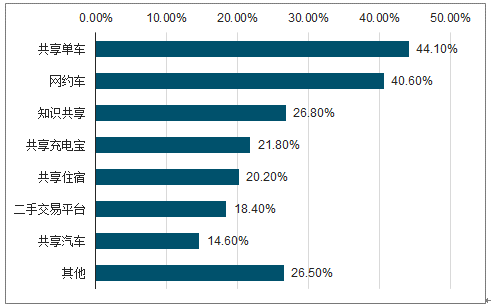 0.00% 10.00% 20.00% 30.00% 40.00% 50.00%
共享单车 44.10%
网约车 40.60%
知识共享 26.80%
共享充电宝 21.80%
共享住宿 20.20%
二手交易平台 18.40%
共享汽车 14.60%
其他 26.50%